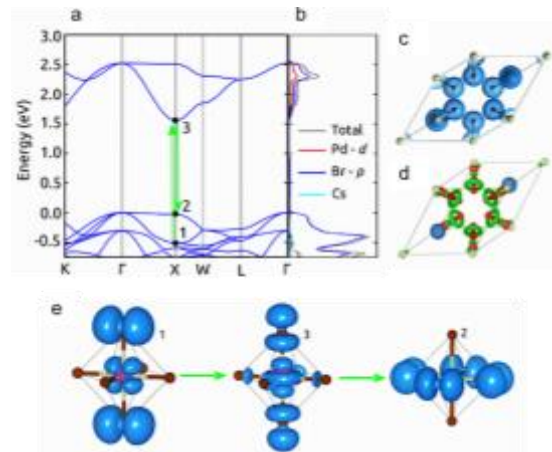 a
b
c
3.0
2.5
2.0
1.5
1.0
0.5
0.0
-0.5
Energy (eV)
3
2
1
Total
Pd - d
Br - p
Cs
K
Γ
X
W
L
Γ
d
e
1
3
2